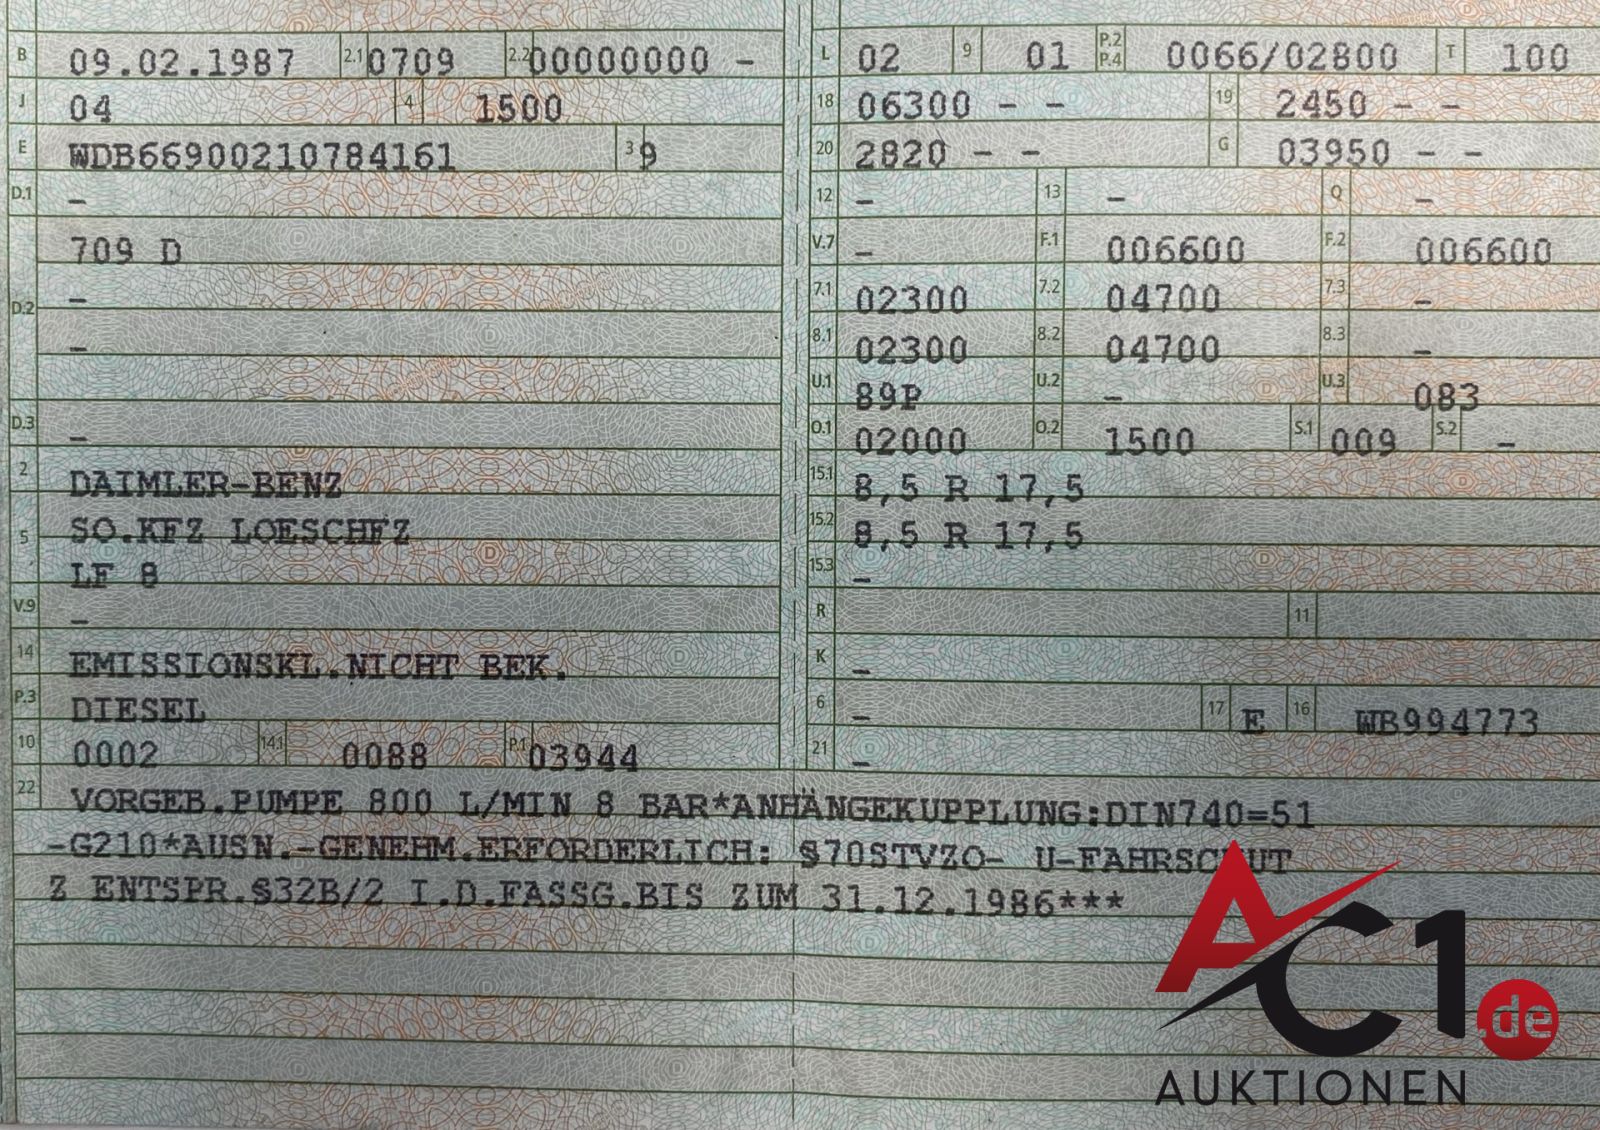 B 09.02.1987 2.1 0709 2.2 00000000 -
J 04 4 1500
E WDB66900210784161 3 9
D.1 -
709 D
D.2 -
-
D.3 -
2 DAIMLER-BENZ
5 SO.KFZ LOESCHFZ
LF 8
V.9 -
14 EMISSIONSKL.NICHT BEK.
P.3 DIESEL
10 0002 14.1 0088 P.1 03944
L 02 9 01 P.2 P.4 0066/02800 T 100
18 06300 - - 19 2450 - -
20 2820 - - G 03950 - -
12 - 13 - Q -
V.7 - F.1 006600 F.2 006600
7.1 02300 7.2 04700 7.3 -
8.1 02300 8.2 04700 8.3 -
U.1 89P U.2 - U.3 083
O.1 02000 O.2 1500 S.1 009 S.2 -
15.1 8,5 R 17,5
15.2 8,5 R 17,5
15.3 -
R 11
K -
6 - 17 E 16 WB994773
21 -
22 VORGEB.PUMPE 800 L/MIN 8 BAR*ANHÄNGEKUPPLUNG:DIN740=51
-G210*AUSN.-GENEHM.ERFORDERLICH: §70STVZO- U-FAHRSCHUT
Z ENTSPR.§32B/2 I.D.FASSG.BIS ZUM 31.12.1986***
AC1.de
AUKTIONEN